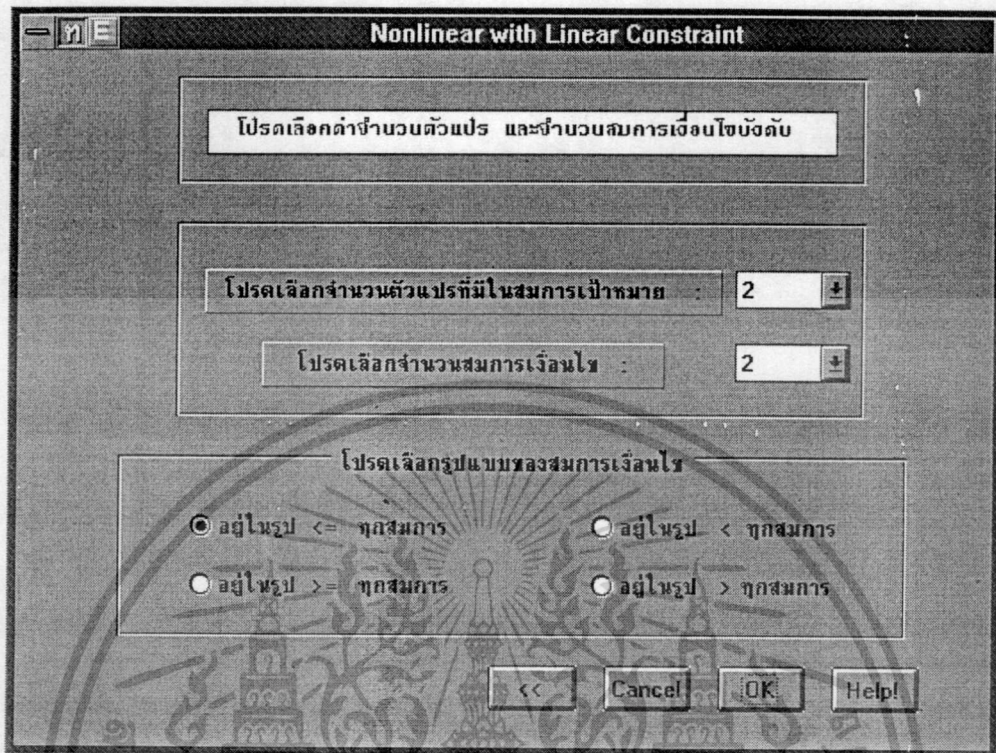 ท E Nonlinear with Linear Constraint
โปรดเลือกค่าจำนวนตัวแปร และจำนวนสมการเงื่อนไขบังคับ
โปรดเลือกจำนวนตัวแปรที่มีในสมการเป้าหมาย : 2
โปรดเลือกจำนวนสมการเงื่อนไข : 2
โปรดเลือกรูปแบบของสมการเงื่อนไข
อยู่ในรูป <= ทุกสมการ
อยู่ในรูป < ทุกสมการ
อยู่ในรูป >= ทุกสมการ
อยู่ในรูป > ทุกสมการ
<< Cancel OK Help!